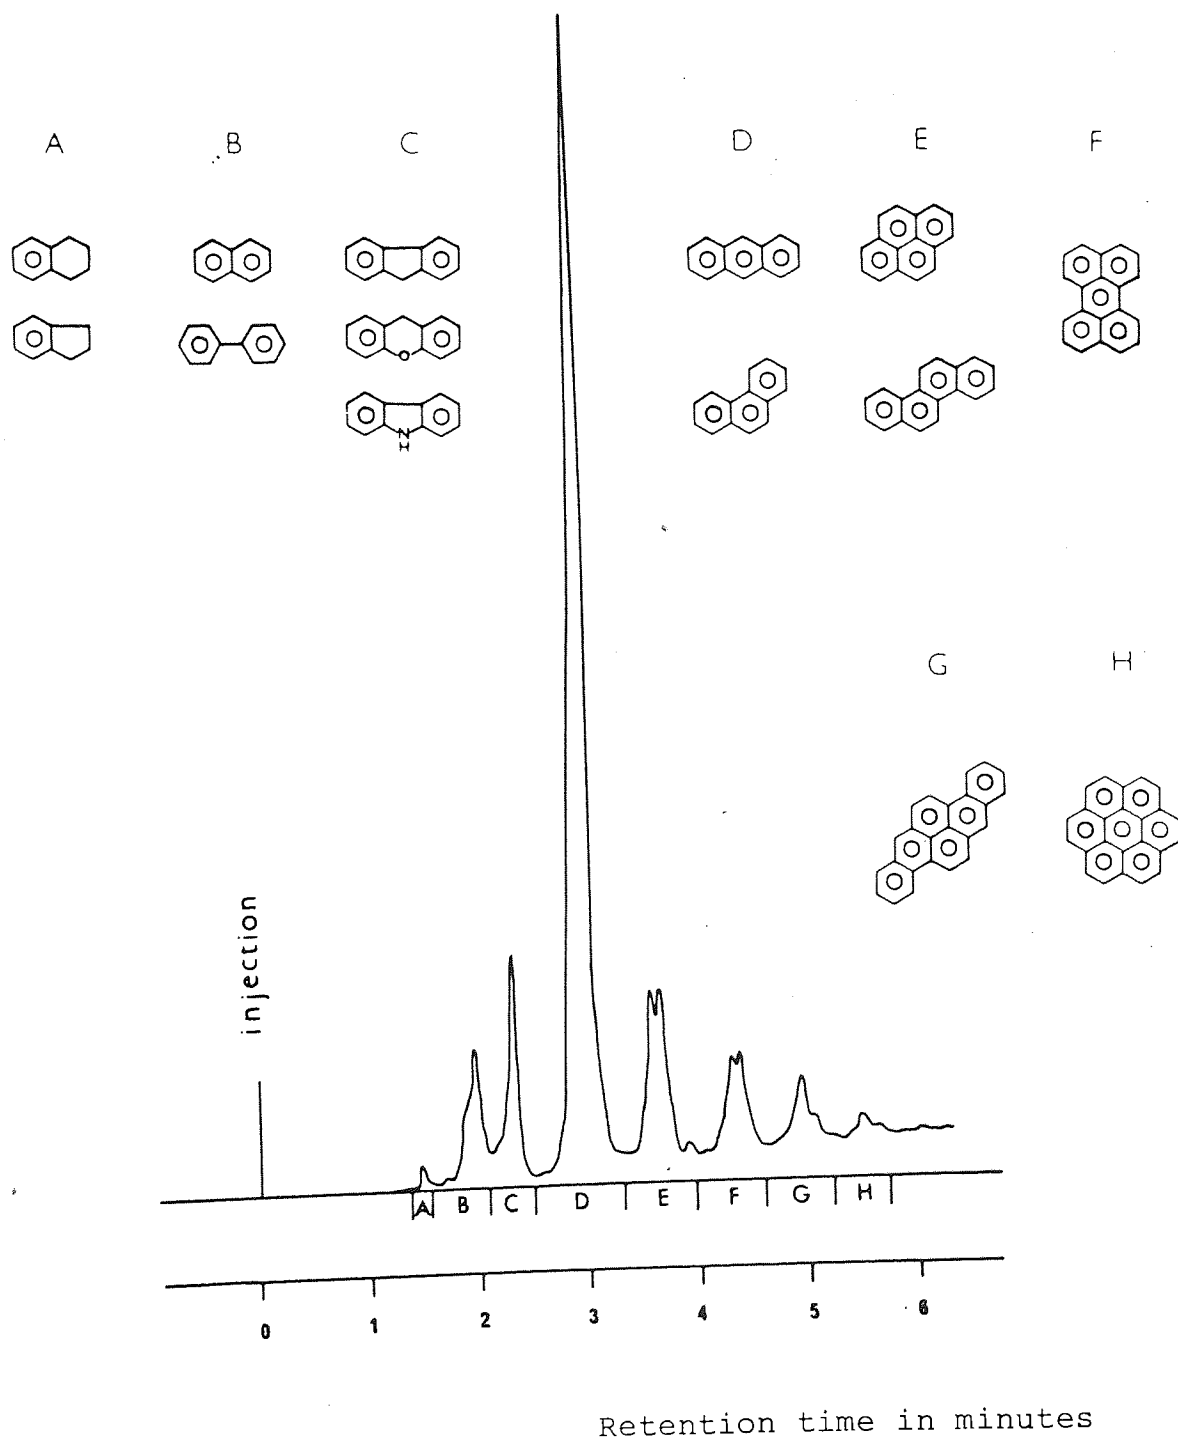 A B C D E F
O
N
H
G H
injection
A B C D E F G H
0 1 2 3 4 5 6
Retention time in minutes